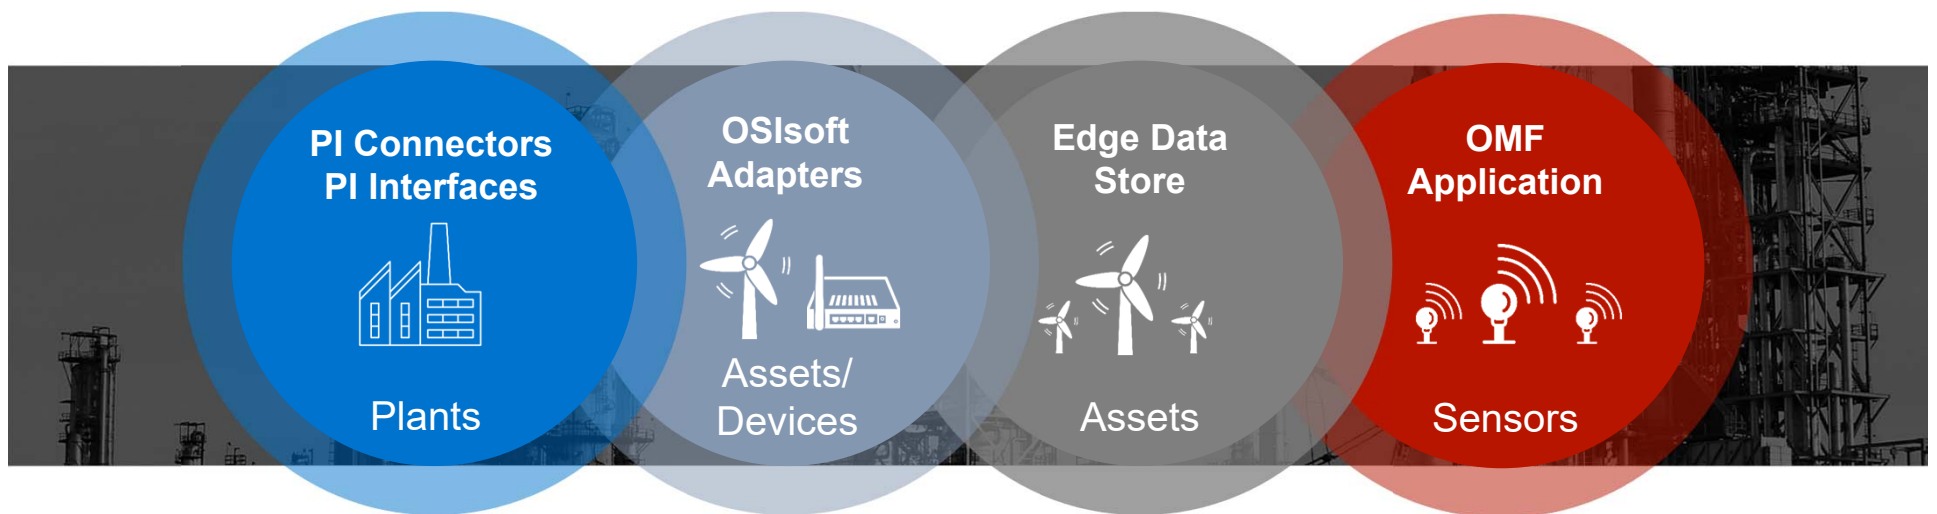 PI Connectors
PI Interfaces
Plants
OSIsoft
Adapters
Assets/
Devices
Edge Data
Store
Assets
OMF
Application
Sensors